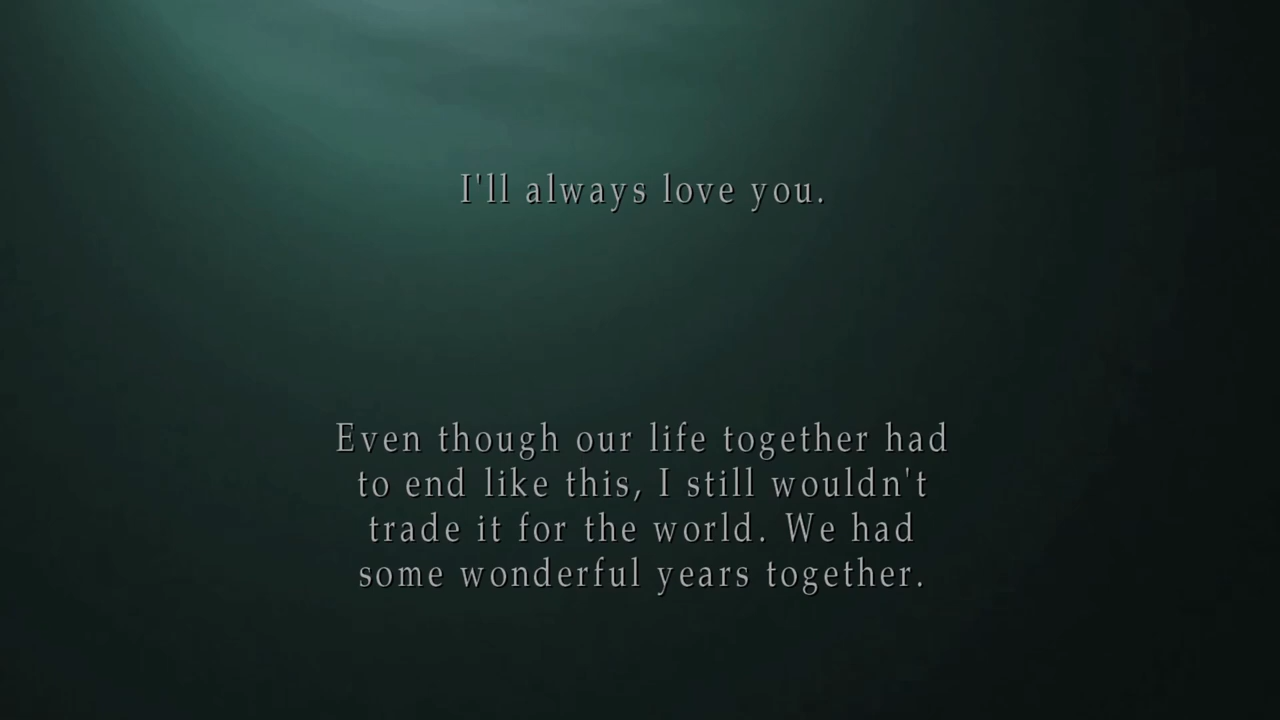 I'll always love you.
Even though our life together had
to end like this, I still wouldn't
trade it for the world. We had
some wonderful years together.